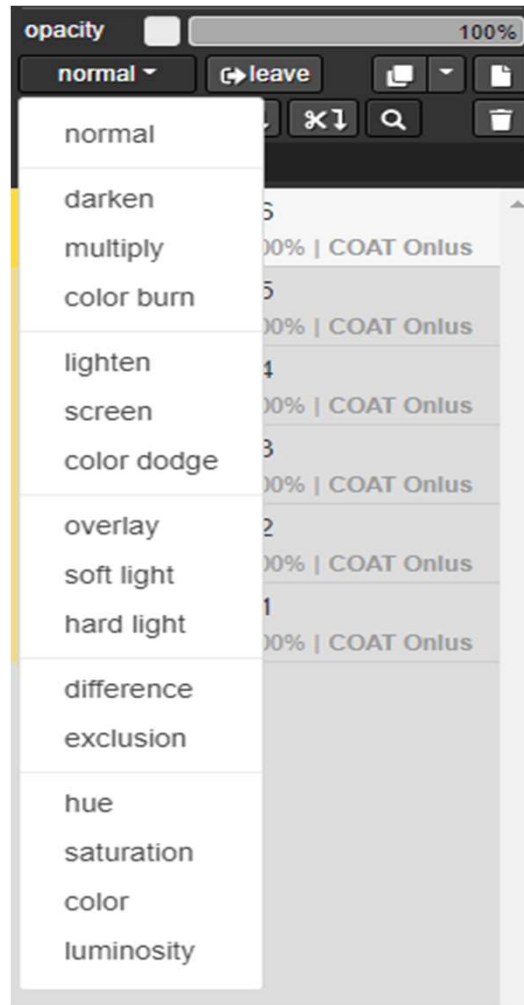 opacity 100%
normal leave
normal
darken
multiply
color burn
lighten
screen
color dodge
overlay
soft light
hard light
difference
exclusion
hue
saturation
color
luminosity
6
00% | COAT Onlus
5
00% | COAT Onlus
4
00% | COAT Onlus
3
00% | COAT Onlus
2
00% | COAT Onlus
1
00% | COAT Onlus